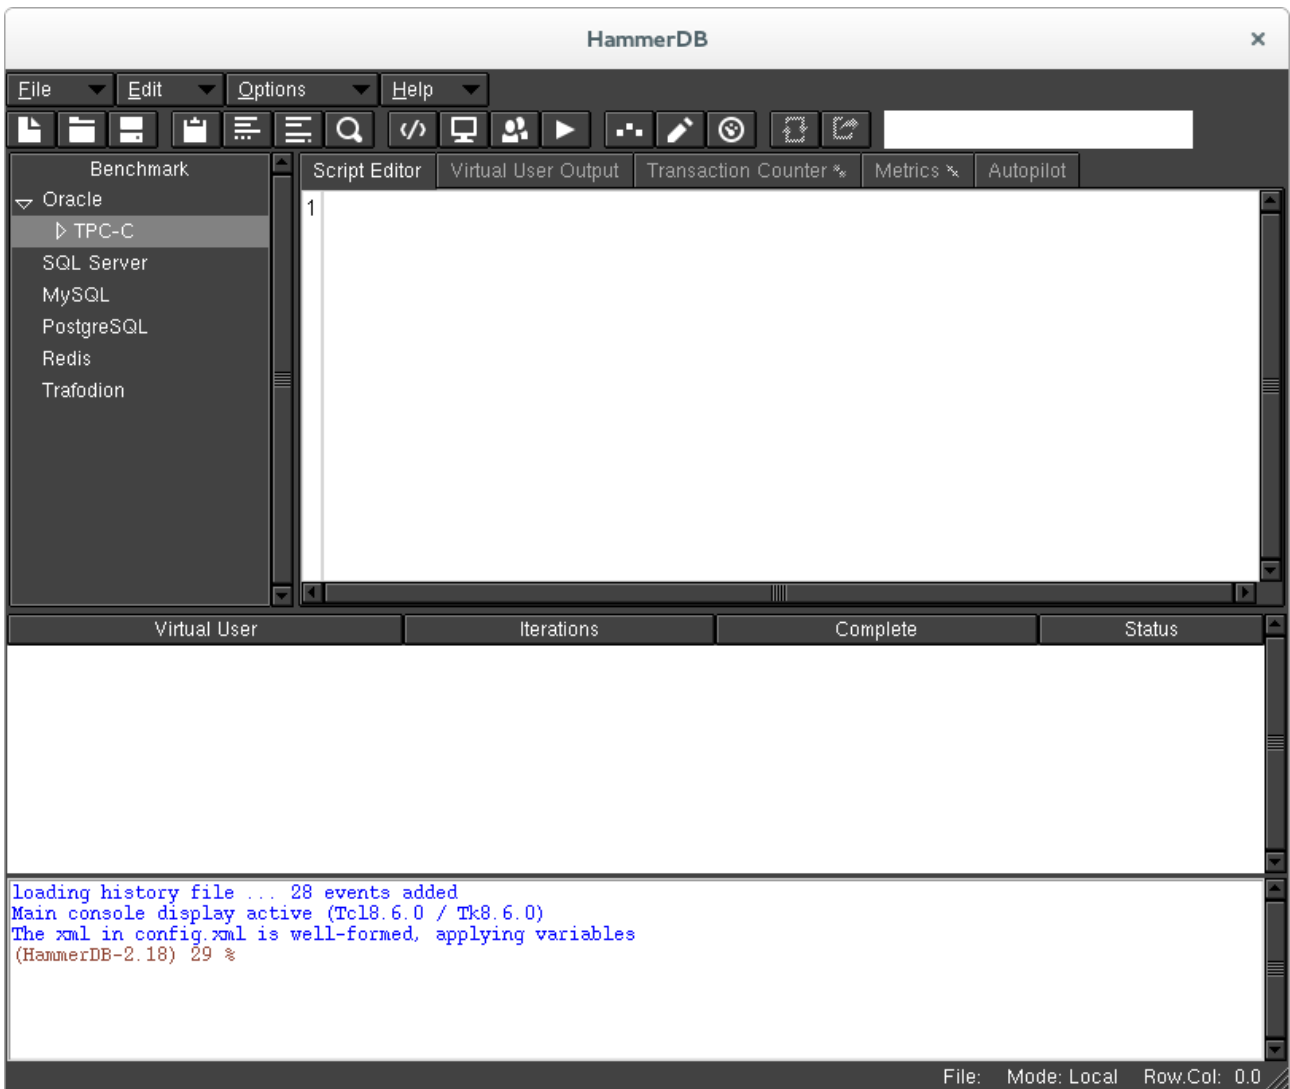 HammerDB
File Edit Options Help
Benchmark
Oracle
TPC-C
SQL Server
MySQL
PostgreSQL
Redis
Trafodion
Script Editor Virtual User Output Transaction Counter Metrics Autopilot
1
Virtual User Iterations Complete Status
loading history file ... 28 events added
Main console display active (Tcl8.6.0 / Tk8.6.0)
The xml in config.xml is well-formed, applying variables
(HammerDB-2.18) 29 %
File: Mode: Local Row.Col: 0.0